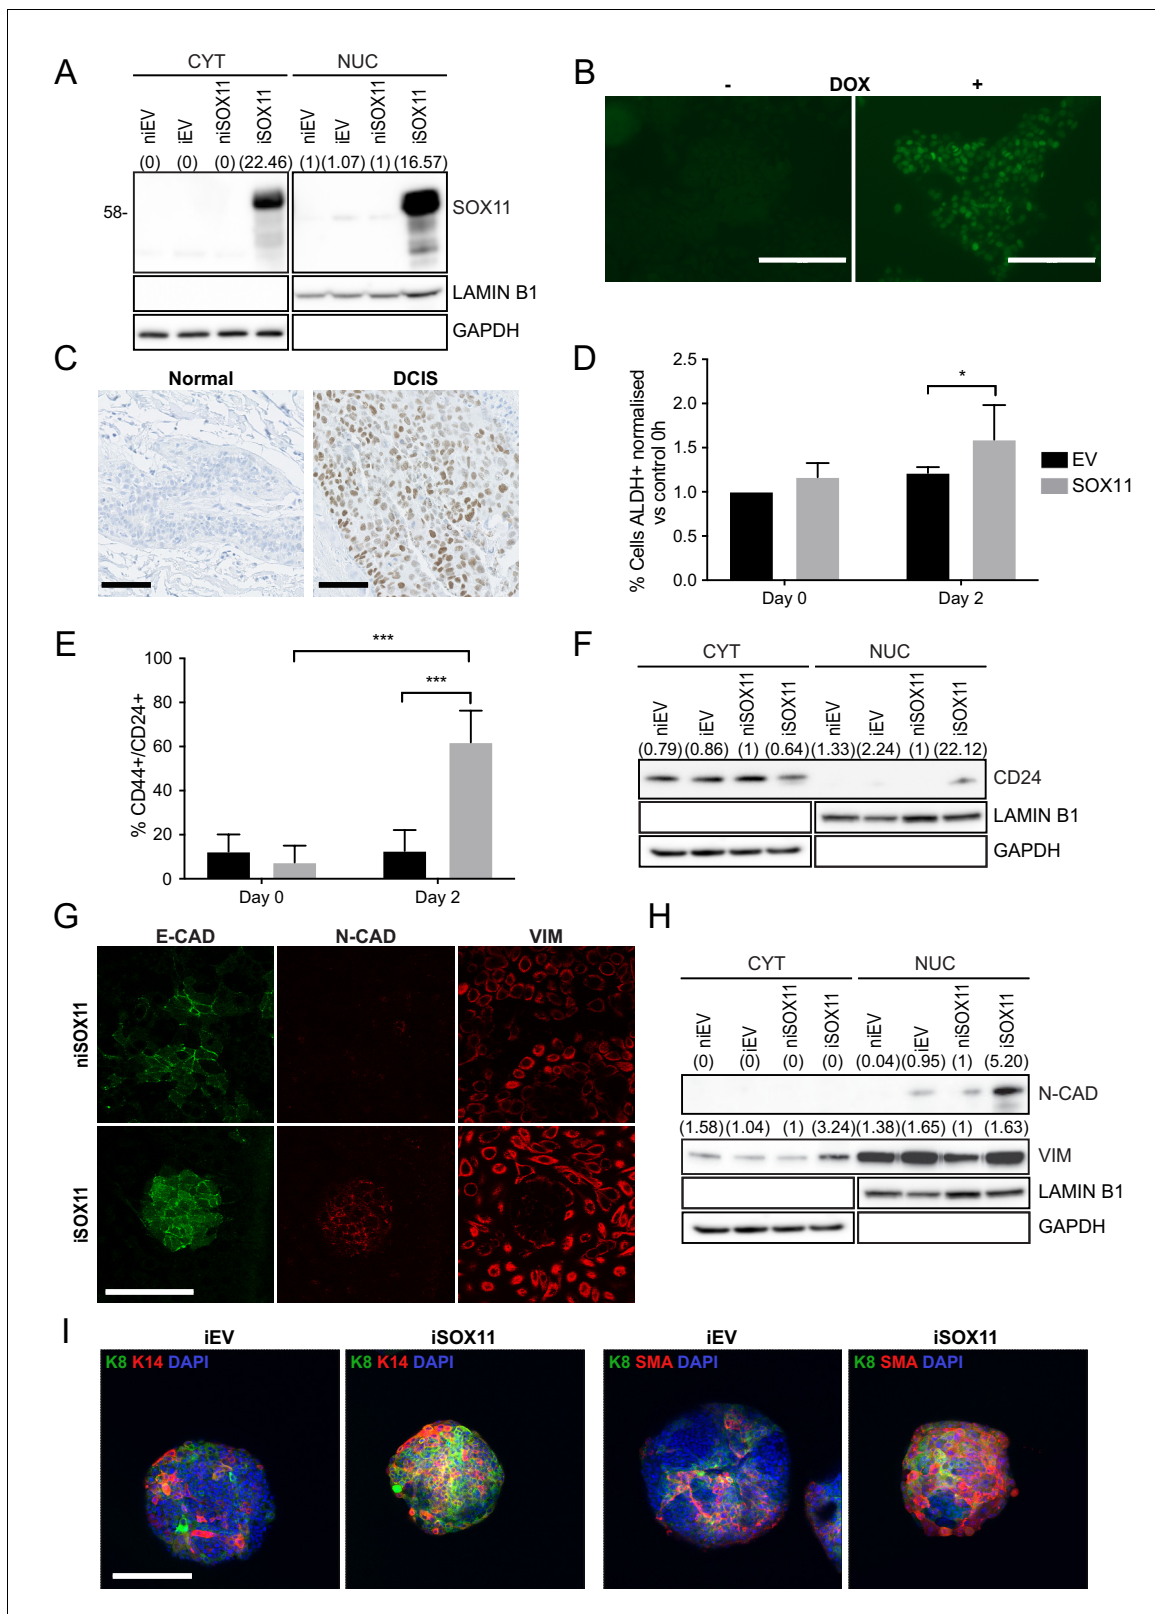 A
CYT NUC
niEV iEV niSOX11 iSOX11 niEV iEV niSOX11 iSOX11
(0) (0) (0) (22.46) (1) (1.07) (1) (16.57)
58-
SOX11
LAMIN B1
GAPDH
B
- DOX +
C
Normal DCIS
D
% Cells ALDH+ normalised
vs control 0h
2.5
2.0
1.5
1.0
0.5
0.0
*
Day 0 Day 2
EV
SOX11
E
% CD44+/CD24+
100
80
60
40
20
0
***
***
Day 0 Day 2
F
CYT NUC
niEV iEV niSOX11 iSOX11 niEV iEV niSOX11 iSOX11
(0.79) (0.86) (1) (0.64) (1.33) (2.24) (1) (22.12)
CD24
LAMIN B1
GAPDH
G
E-CAD N-CAD VIM
niSOX11
iSOX11
H
CYT NUC
niEV iEV niSOX11 iSOX11 niEV iEV niSOX11 iSOX11
(0) (0) (0) (0) (0.04) (0.95) (1) (5.20)
N-CAD
(1.58) (1.04) (1) (3.24) (1.38) (1.65) (1) (1.63)
VIM
LAMIN B1
GAPDH
I
iEV iSOX11 iEV iSOX11
K8 K14 DAPI K8 K14 DAPI K8 SMA DAPI K8 SMA DAPI